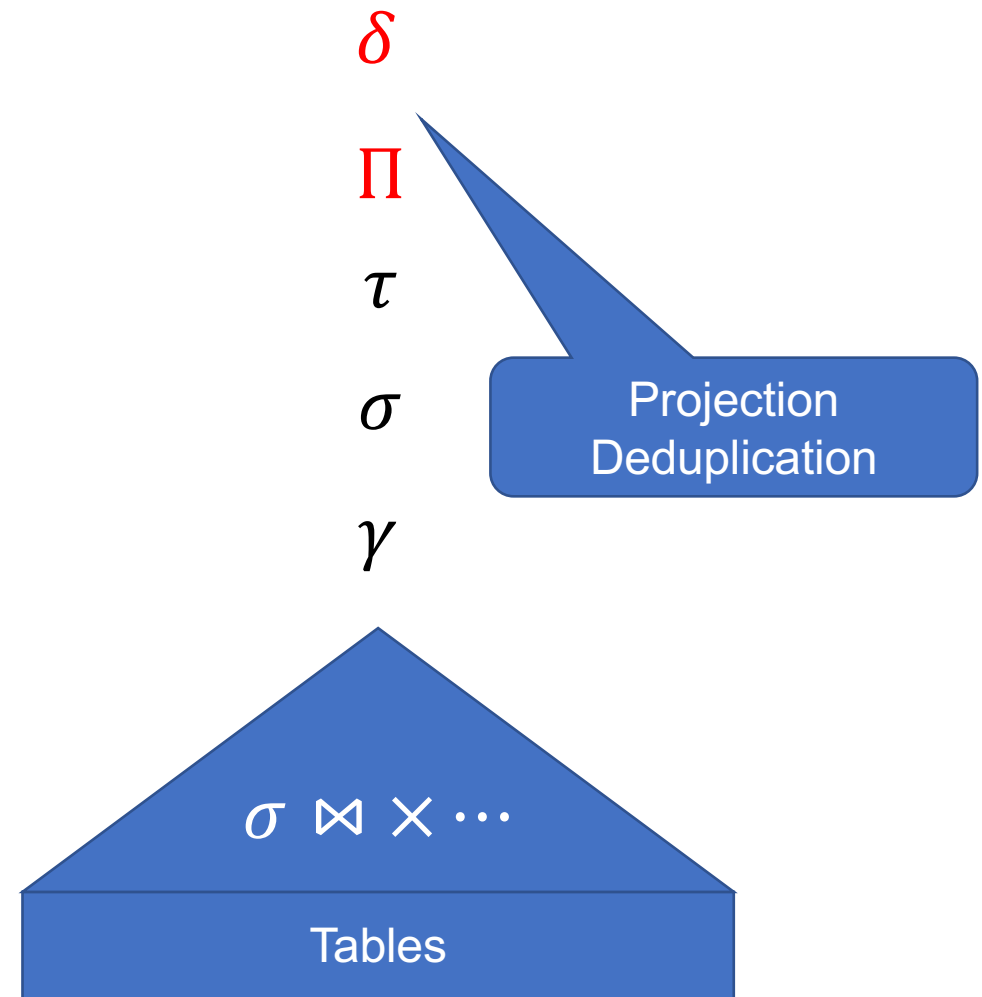 δ
Π
τ
σ
Projection
Deduplication
γ
σ ⋈ × ⋯
Tables